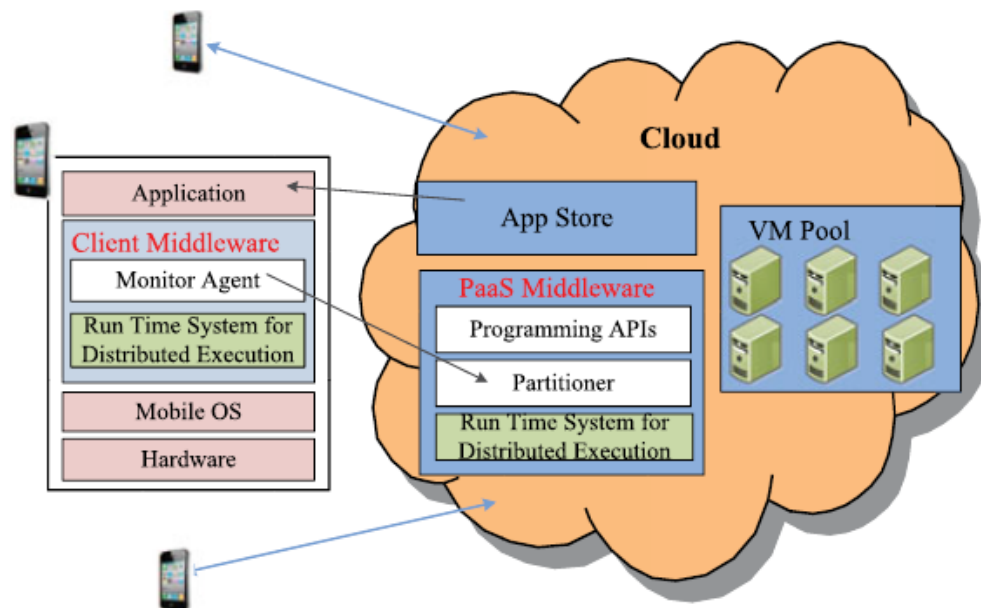 Cloud
Application
App Store
VM Pool
Client Middleware
Monitor Agent
Run Time System for
Distributed Execution
Mobile OS
Hardware
PaaS Middleware
Programming APIs
Partitioner
Run Time System for
Distributed Execution